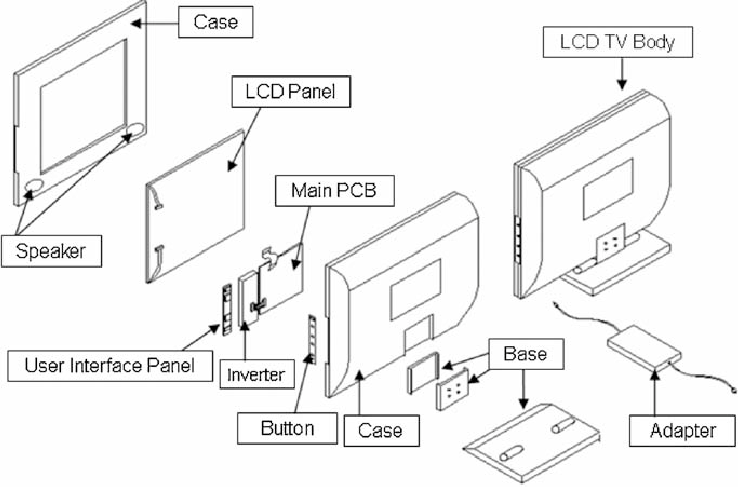 Case
LCD TV Body
LCD Panel
Main PCB
Speaker
User Interface Panel
Inverter
Base
Button
Case
Adapter